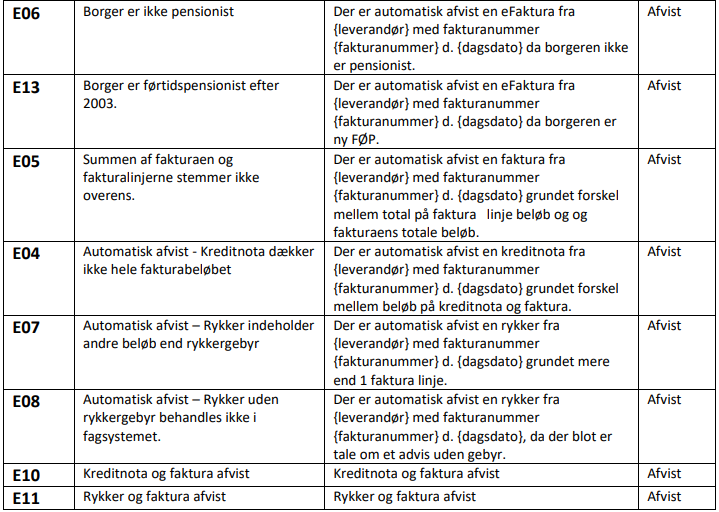 E06
Borger er ikke pensionist
Der er automatisk afvist en eFaktura fra
{leverandør} med fakturanummer
{fakturanummer} d. {dagsdato} da borgeren ikke
er pensionist.
Afvist
E13
Borger er førtidspensionist efter
2003.
Der er automatisk afvist en eFaktura fra
{leverandør} med fakturanummer
{fakturanummer} d. {dagsdato} da borgeren er
ny FØP.
Afvist
E05
Summen af fakturaen og
fakturalinjerne stemmer ikke
overens.
Der er automatisk afvist en faktura fra
{leverandør} med fakturanummer
{fakturanummer} d. {dagsdato} grundet forskel
mellem total på faktura   linje beløb og og
fakturaens totale beløb.
Afvist
E04
Automatisk afvist - Kreditnota dækker
ikke hele fakturabeløbet
Der er automatisk afvist en kreditnota fra
{leverandør} med fakturanummer
{fakturanummer} d. {dagsdato} grundet forskel
mellem beløb på kreditnota og faktura.
Afvist
E07
Automatisk afvist – Rykker indeholder
andre beløb end rykkergebyr
Der er automatisk afvist en rykker fra
{leverandør} med fakturanummer
{fakturanummer} d. {dagsdato} grundet mere
end 1 faktura linje.
Afvist
E08
Automatisk afvist – Rykker uden
rykkergebyr behandles ikke i
fagsystemet.
Der er automatisk afvist en rykker fra
{leverandør} med fakturanummer
{fakturanummer} d. {dagsdato}, da der blot er
tale om et advis uden gebyr.
Afvist
E10
Kreditnota og faktura afvist
Kreditnota og faktura afvist
Afvist
E11
Rykker og faktura afvist
Rykker og faktura afvist
Afvist